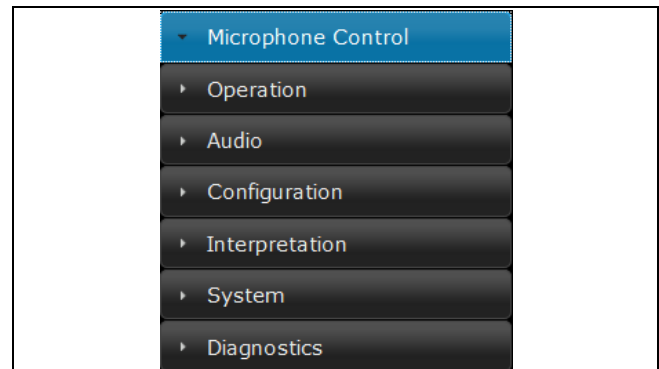 Microphone Control
Operation
Audio
Configuration
Interpretation
System
Diagnostics